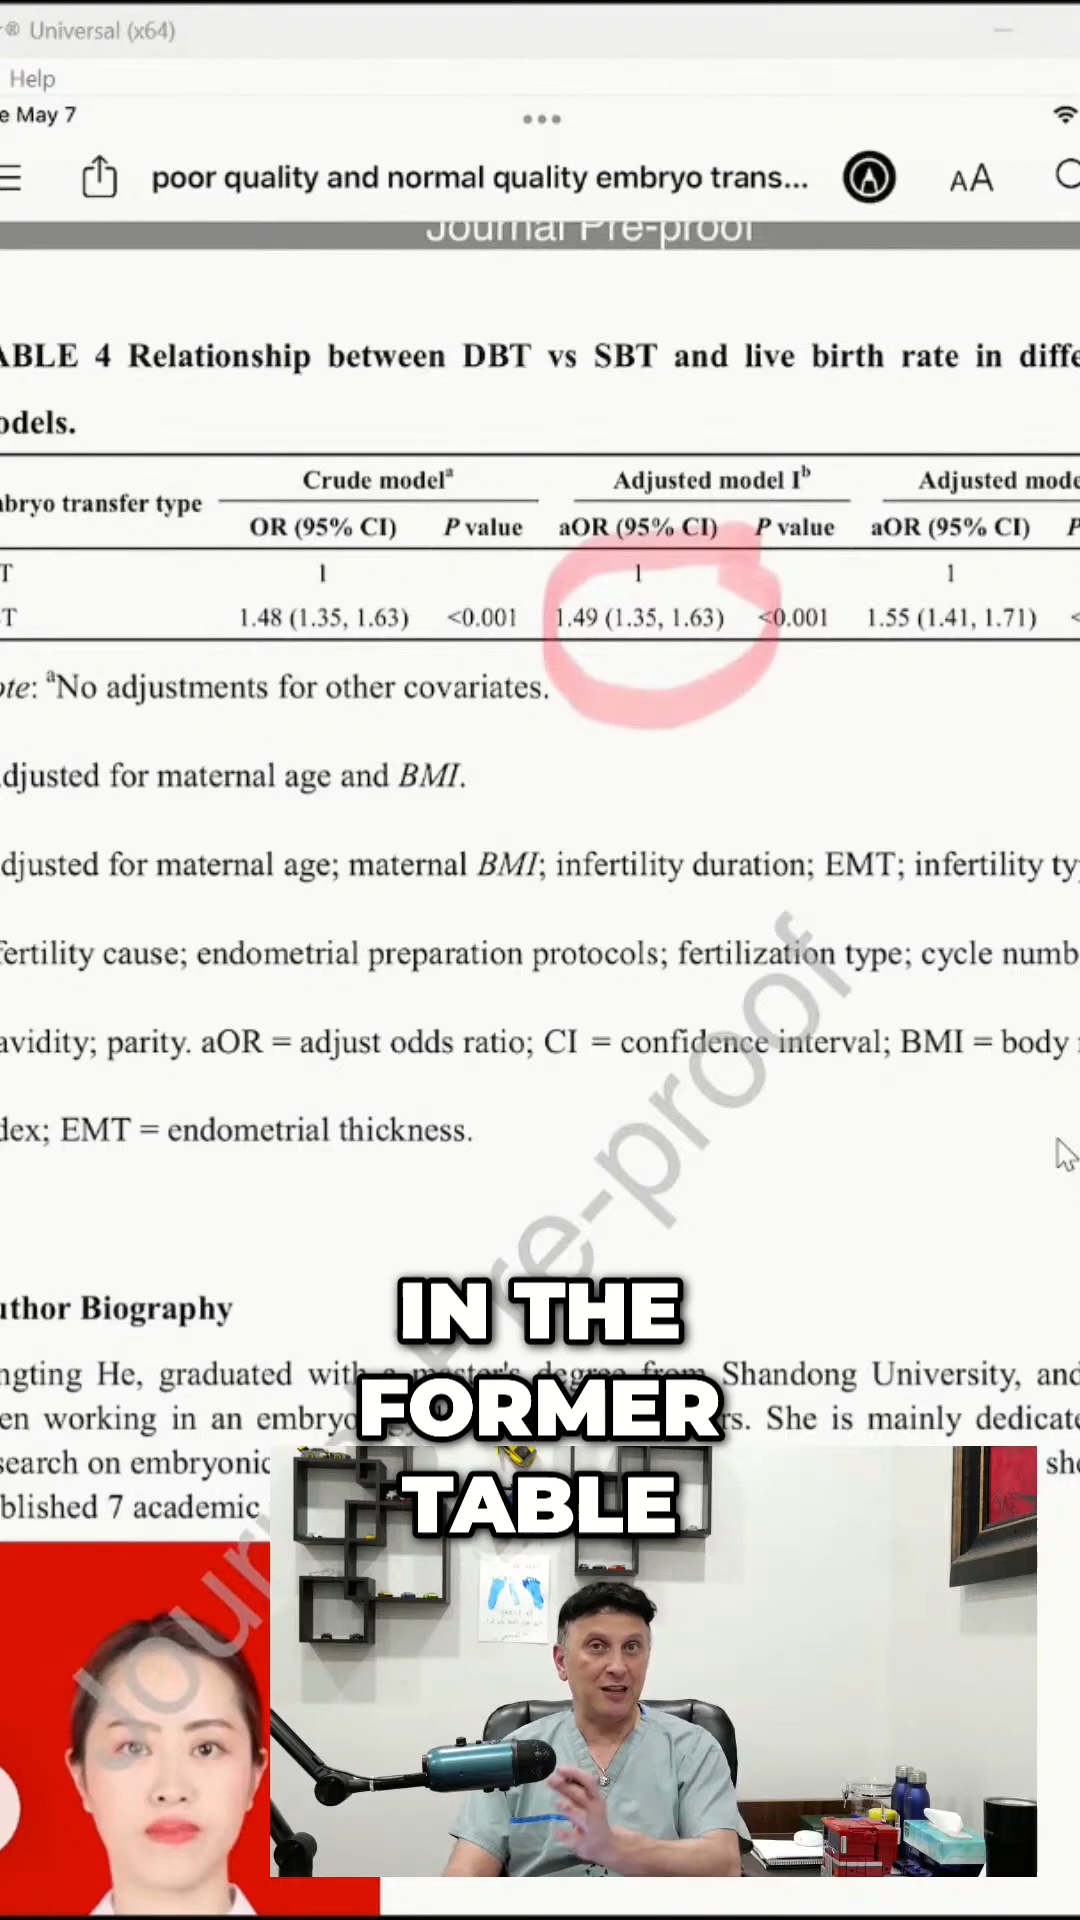 Universal (x64)
Help
e May 7
poor quality and normal quality embryo trans...
AA
Journal Pre-proof
ABLE 4 Relationship between DBT vs SBT and live birth rate in diffe
odels.
Crude modelᵃ Adjusted model Iᵇ Adjusted mode
bryo transfer type
OR (95% CI) P value aOR (95% CI) P value aOR (95% CI) P
T 1 1 1
T 1.48 (1.35, 1.63) <0.001 1.49 (1.35, 1.63) <0.001 1.55 (1.41, 1.71) <
ote: ᵃNo adjustments for other covariates.
djusted for maternal age and BMI.
djusted for maternal age; maternal BMI; infertility duration; EMT; infertility ty
fertility cause; endometrial preparation protocols; fertilization type; cycle numb
avidity; parity. aOR = adjust odds ratio; CI = confidence interval; BMI = body
dex; EMT = endometrial thickness.
uthor Biography
ngting He, graduated with a master's degree from Shandong University, and
en working in an embryo rs. She is mainly dedicate
search on embryonic she
blished 7 academic
IN THE
FORMER
TABLE
Journal Pre-proof